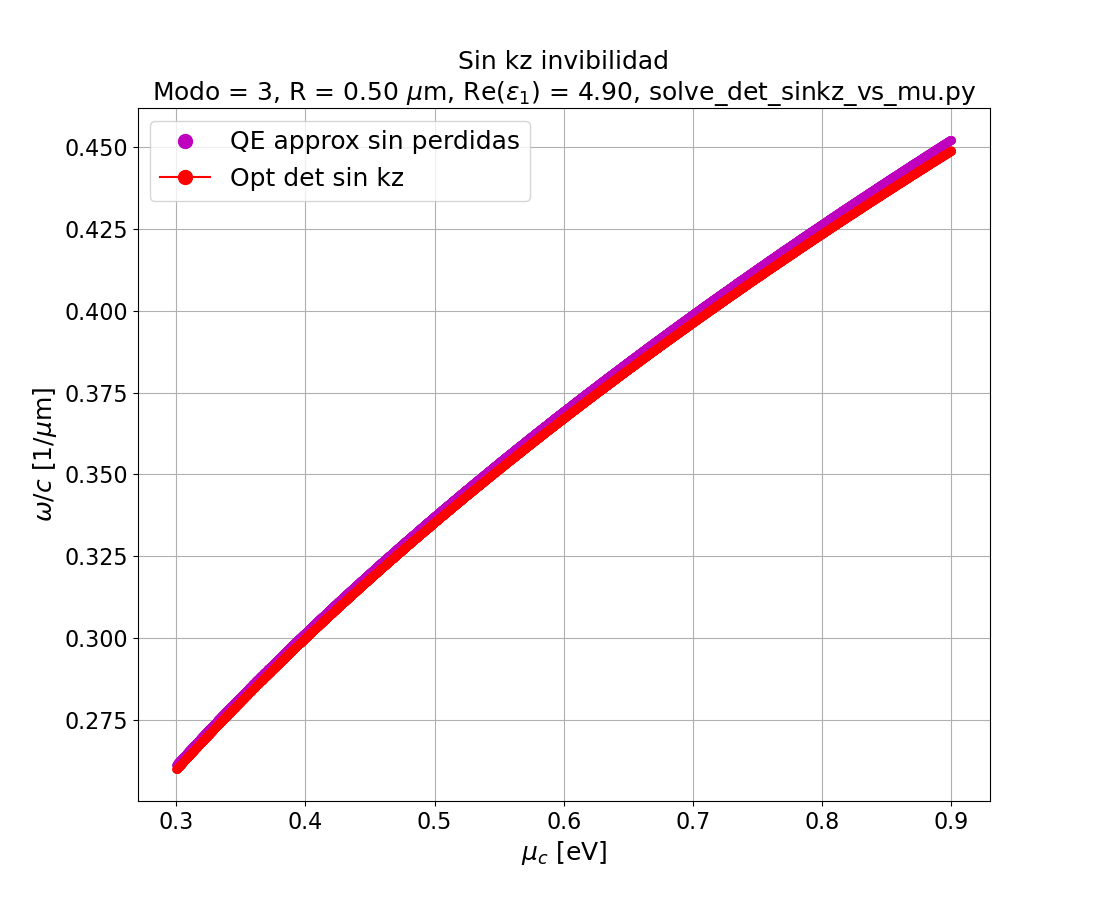 Sin kz invibilidad
Modo = 3, R = 0.50 μm, Re(ε₁) = 4.90, solve_det_sinkz_vs_mu.py
QE approx sin perdidas
Opt det sin kz
0.450
0.425
0.400
0.375
0.350
0.325
0.300
0.275
ω/c [1/μm]
0.3 0.4 0.5 0.6 0.7 0.8 0.9
μ_c [eV]